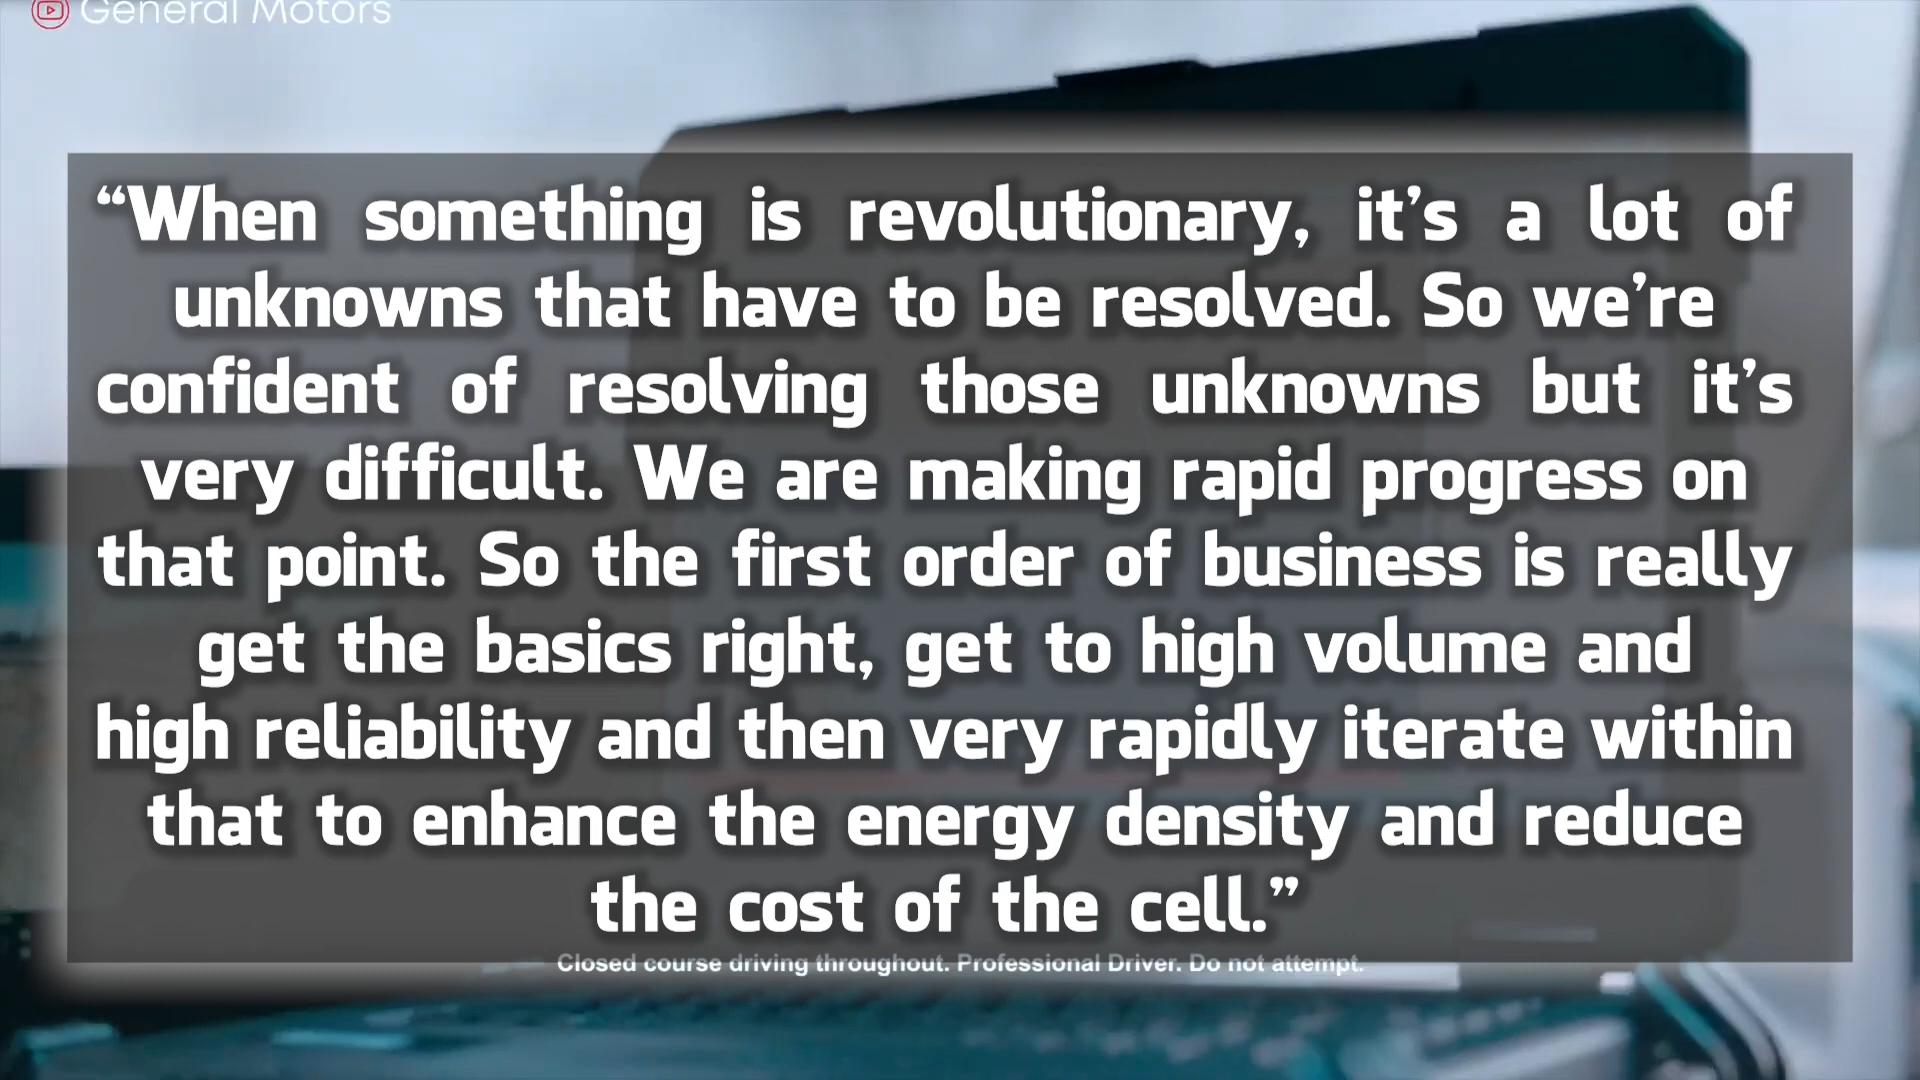 General Motors
“When something is revolutionary, it’s a lot of
unknowns that have to be resolved. So we’re
confident of resolving those unknowns but it’s
very difficult. We are making rapid progress on
that point. So the first order of business is really
get the basics right, get to high volume and
high reliability and then very rapidly iterate within
that to enhance the energy density and reduce
the cost of the cell.”
Closed course driving throughout. Professional Driver. Do not attempt.